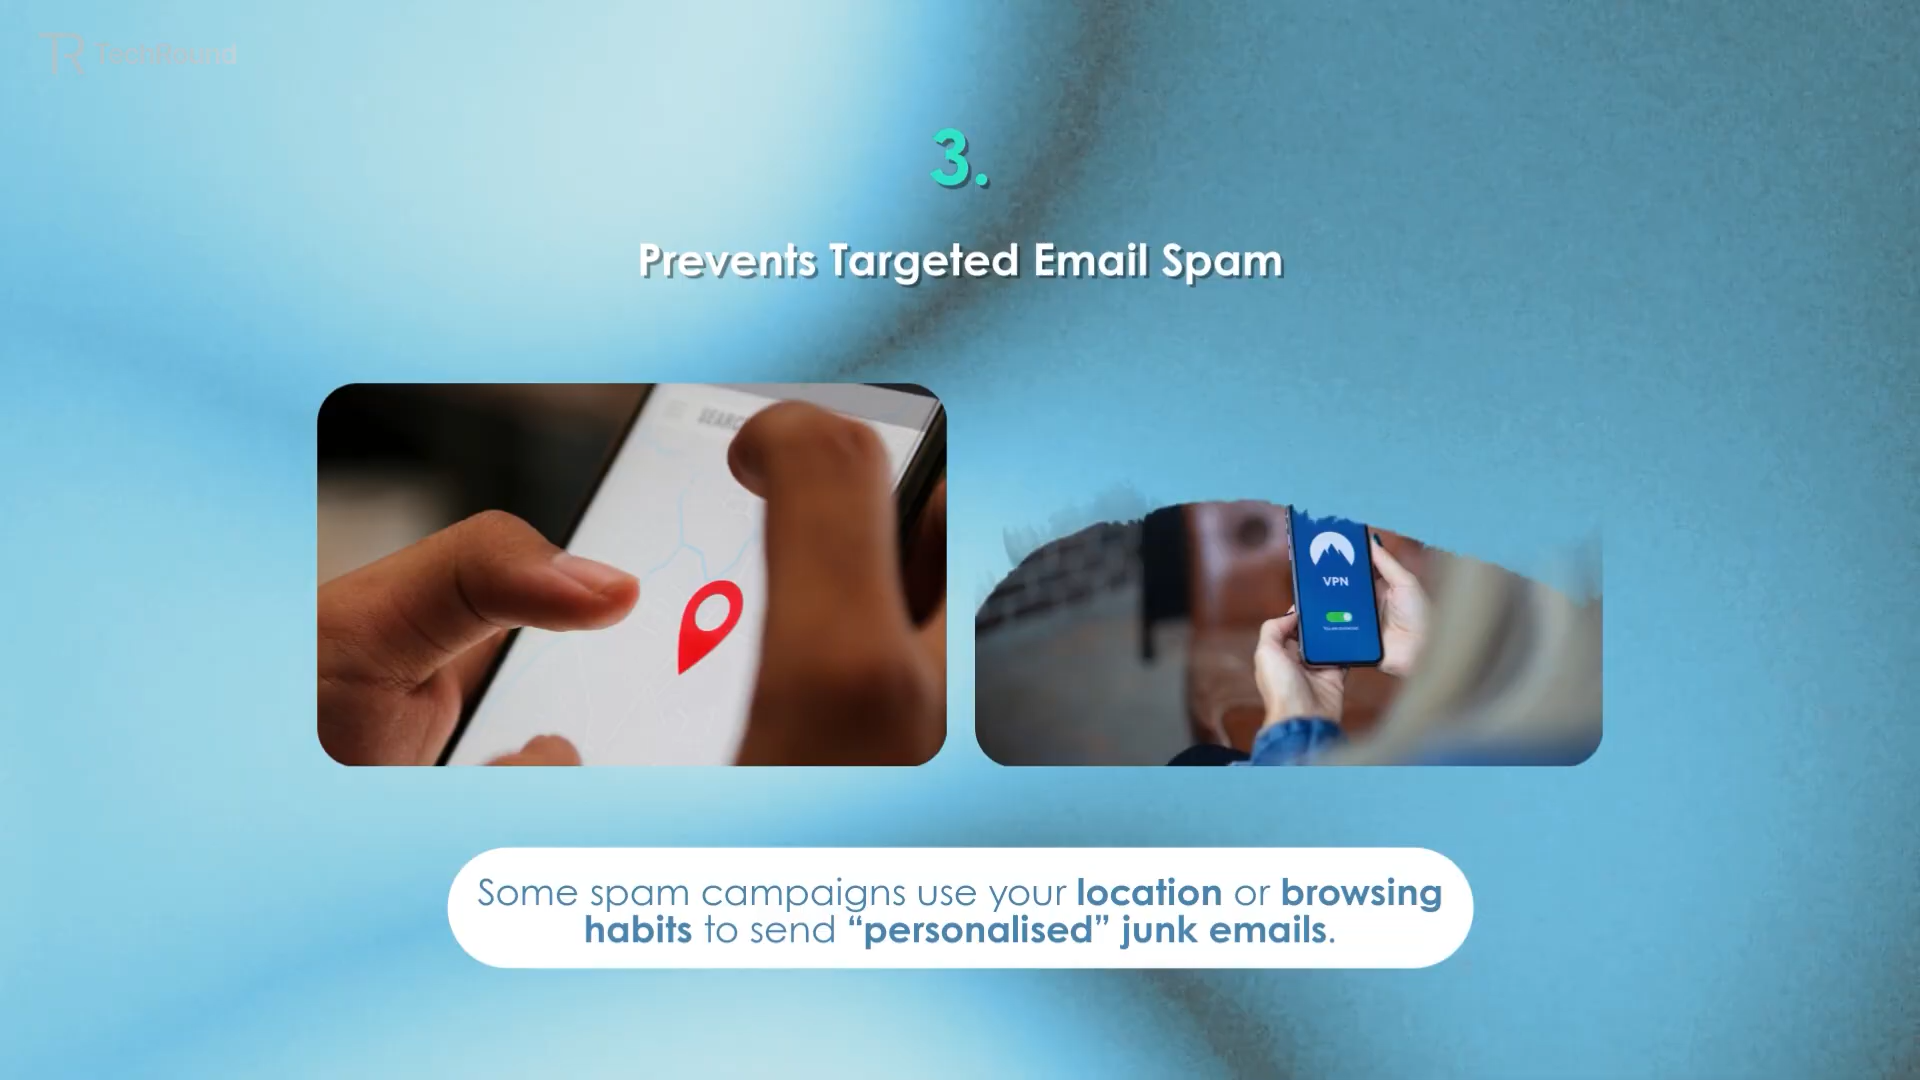 TechRound
3.
Prevents Targeted Email Spam
SEARCH
VPN
Some spam campaigns use your location or browsing
habits to send “personalised” junk emails.